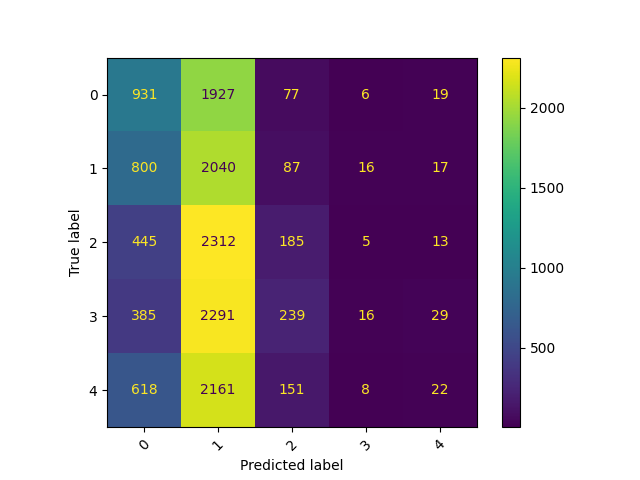 0 931 1927 77 6 19
1 800 2040 87 16 17
2 445 2312 185 5 13
3 385 2291 239 16 29
4 618 2161 151 8 22
0 1 2 3 4
Predicted label
True label
2000
1500
1000
500